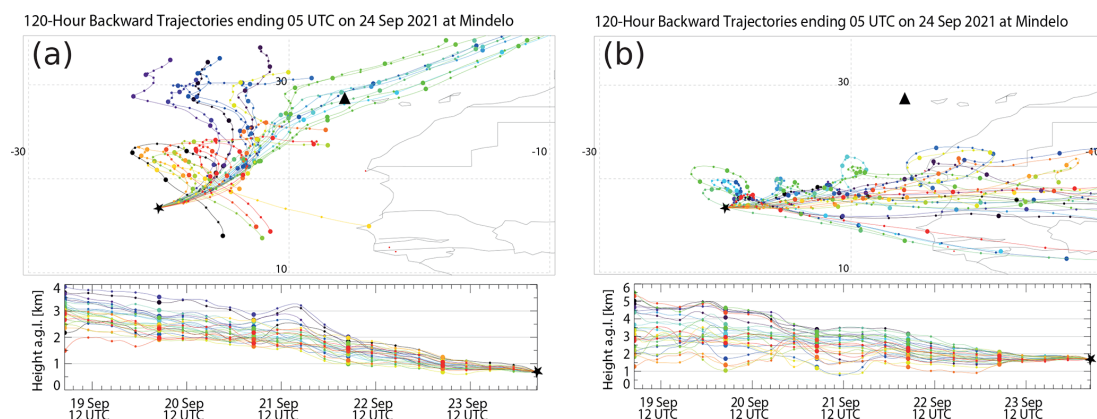 120-Hour Backward Trajectories ending 05 UTC on 24 Sep 2021 at Mindelo
(a)
30
-30
-10
10
Height a.g.l. [km]
4
3
2
1
0
19 Sep
12 UTC
20 Sep
12 UTC
21 Sep
12 UTC
22 Sep
12 UTC
23 Sep
12 UTC
120-Hour Backward Trajectories ending 05 UTC on 24 Sep 2021 at Mindelo
(b)
30
-30
10
Height a.g.l. [km]
6
5
4
3
2
1
0
19 Sep
12 UTC
20 Sep
12 UTC
21 Sep
12 UTC
22 Sep
12 UTC
23 Sep
12 UTC